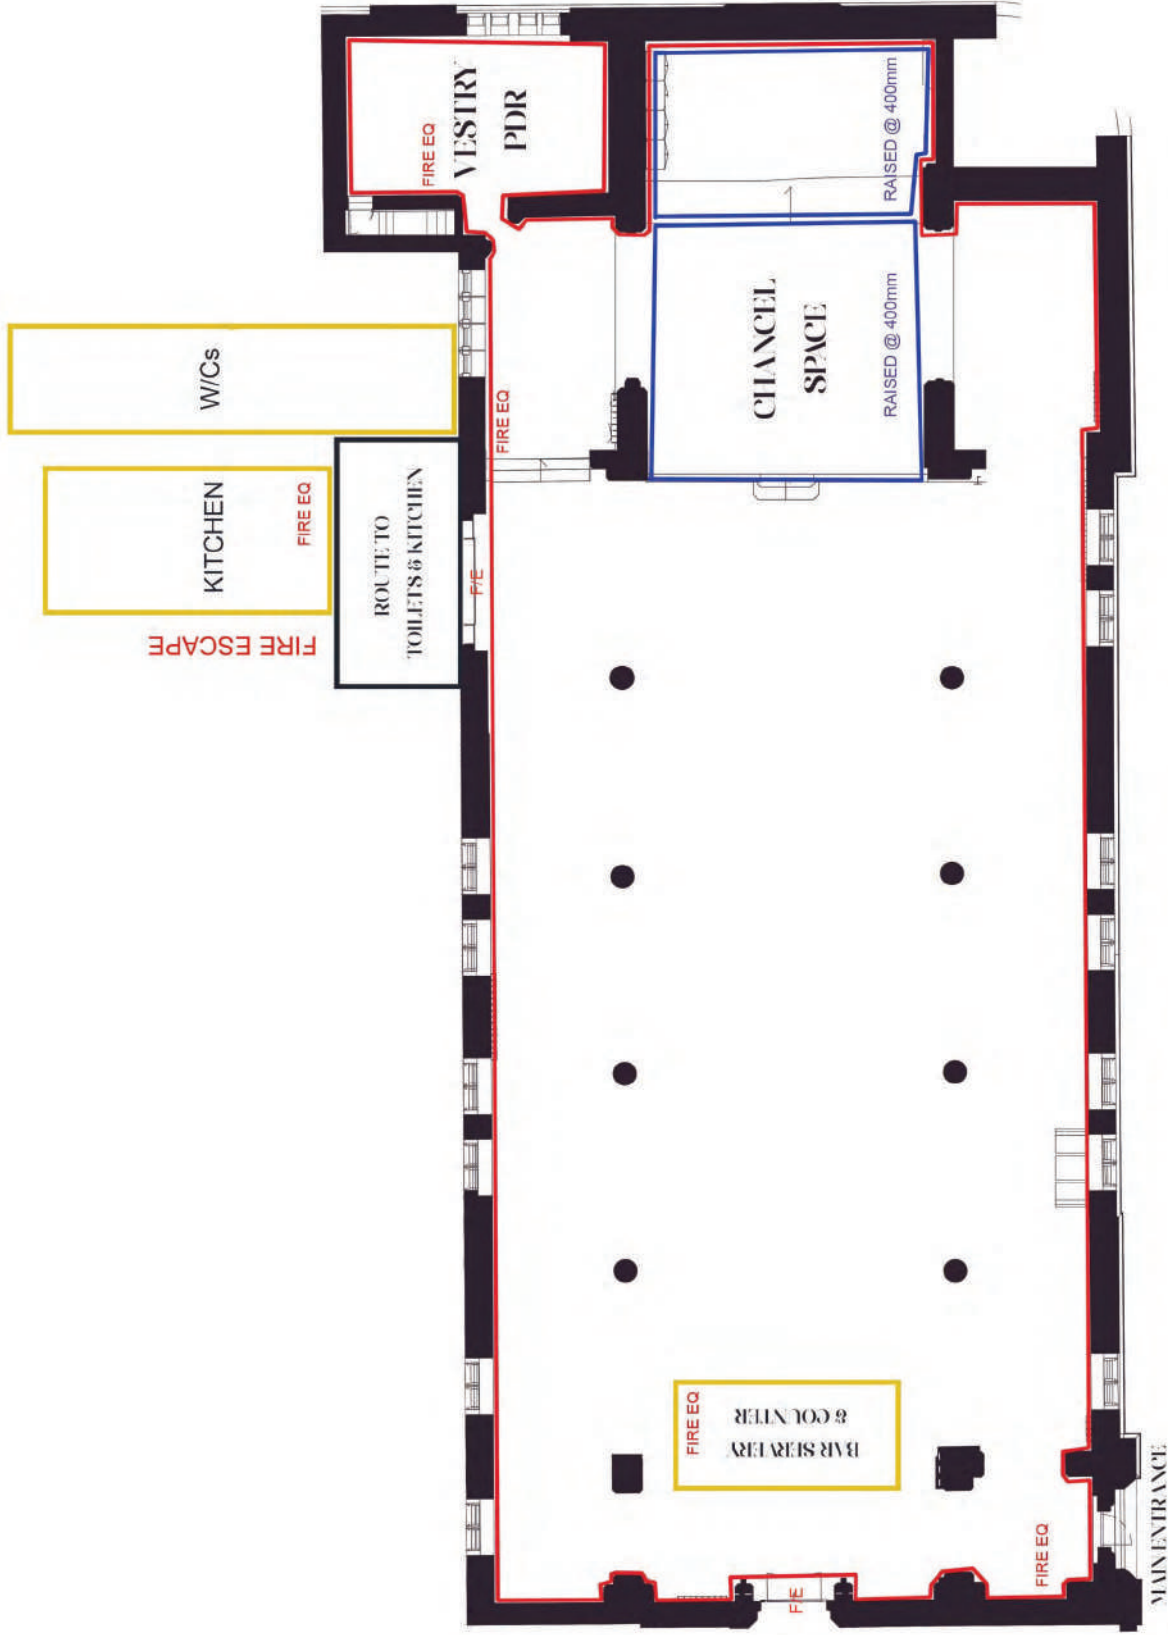 VESTRY
PDR
FIRE EQ
RAISED @ 400mm
CHANCEL
SPACE
RAISED @ 400mm
W/Cs
KITCHEN
FIRE EQ
FIRE ESCAPE
ROUTE TO
TOILETS & KITCHEN
FIRE EQ
F/E
BAR SERVERY
& COUNTER
FIRE EQ
F/E
FIRE EQ
MAIN ENTRANCE